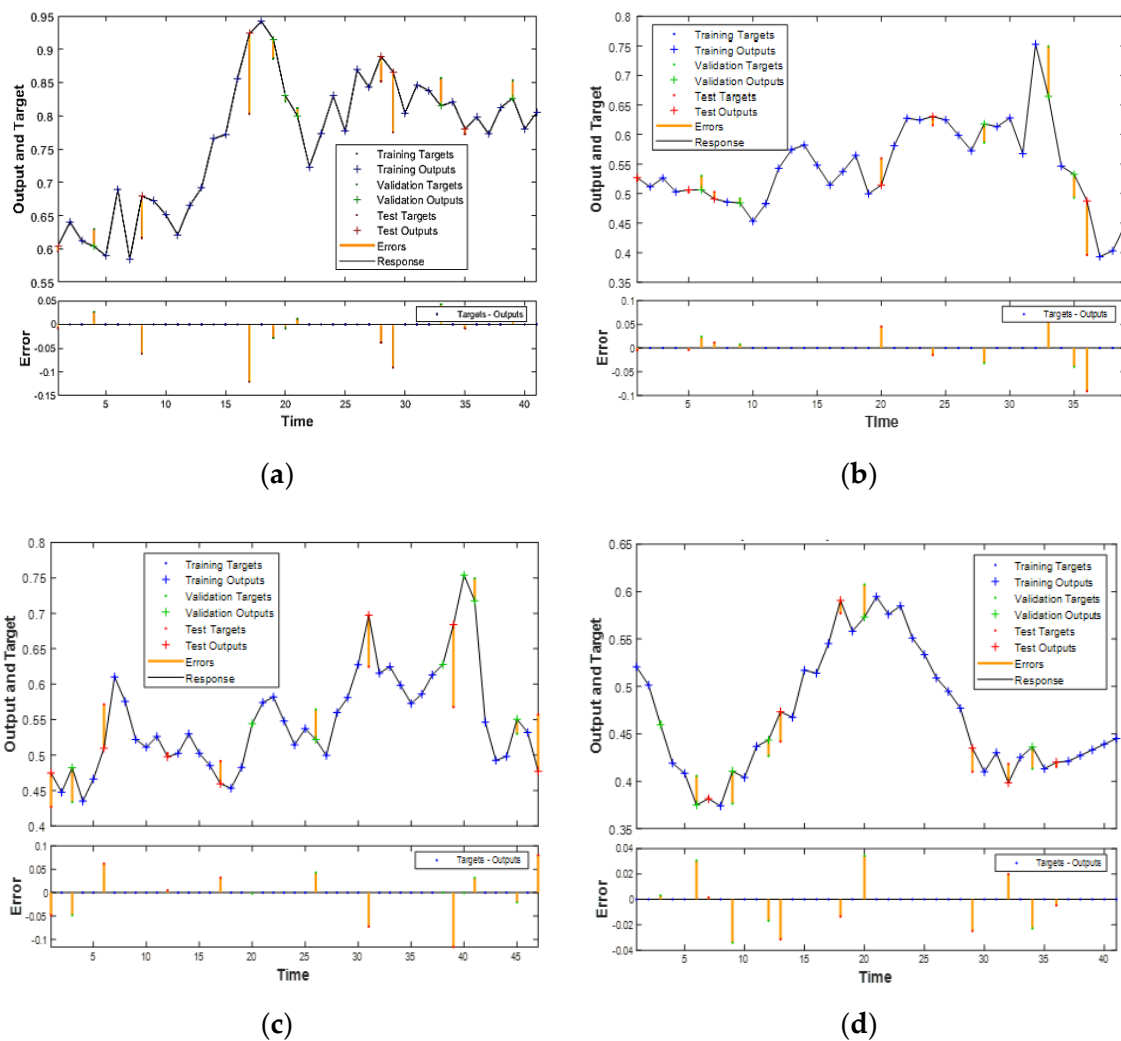 0.95
0.9
0.85
0.8
0.75
0.7
0.65
0.6
0.55
Output and Target
Training Targets
Training Outputs
Validation Targets
Validation Outputs
Test Targets
Test Outputs
Errors
Response
0.05
0
-0.05
-0.1
-0.15
Error
Targets - Outputs
5 10 15 20 25 30 35 40
Time
(a)
0.8
0.75
0.7
0.65
0.6
0.55
0.5
0.45
0.4
0.35
Output and Target
Training Targets
Training Outputs
Validation Targets
Validation Outputs
Test Targets
Test Outputs
Errors
Response
0.1
0.05
0
-0.05
-0.1
Error
Targets - Outputs
5 10 15 20 25 30 36
Time
(b)
0.8
0.75
0.7
0.65
0.6
0.55
0.5
0.45
0.4
Output and Target
Training Targets
Training Outputs
Validation Targets
Validation Outputs
Test Targets
Test Outputs
Errors
Response
0.1
0.05
0
-0.05
-0.1
Error
Targets - Outputs
5 10 15 20 25 30 35 40 45
Time
(c)
0.65
0.6
0.55
0.5
0.45
0.4
0.35
Output and Target
Training Targets
Training Outputs
Validation Targets
Validation Outputs
Test Targets
Test Outputs
Errors
Response
0.04
0.02
0
-0.02
-0.04
Error
Targets - Outputs
5 10 15 20 25 30 35 40
Time
(d)